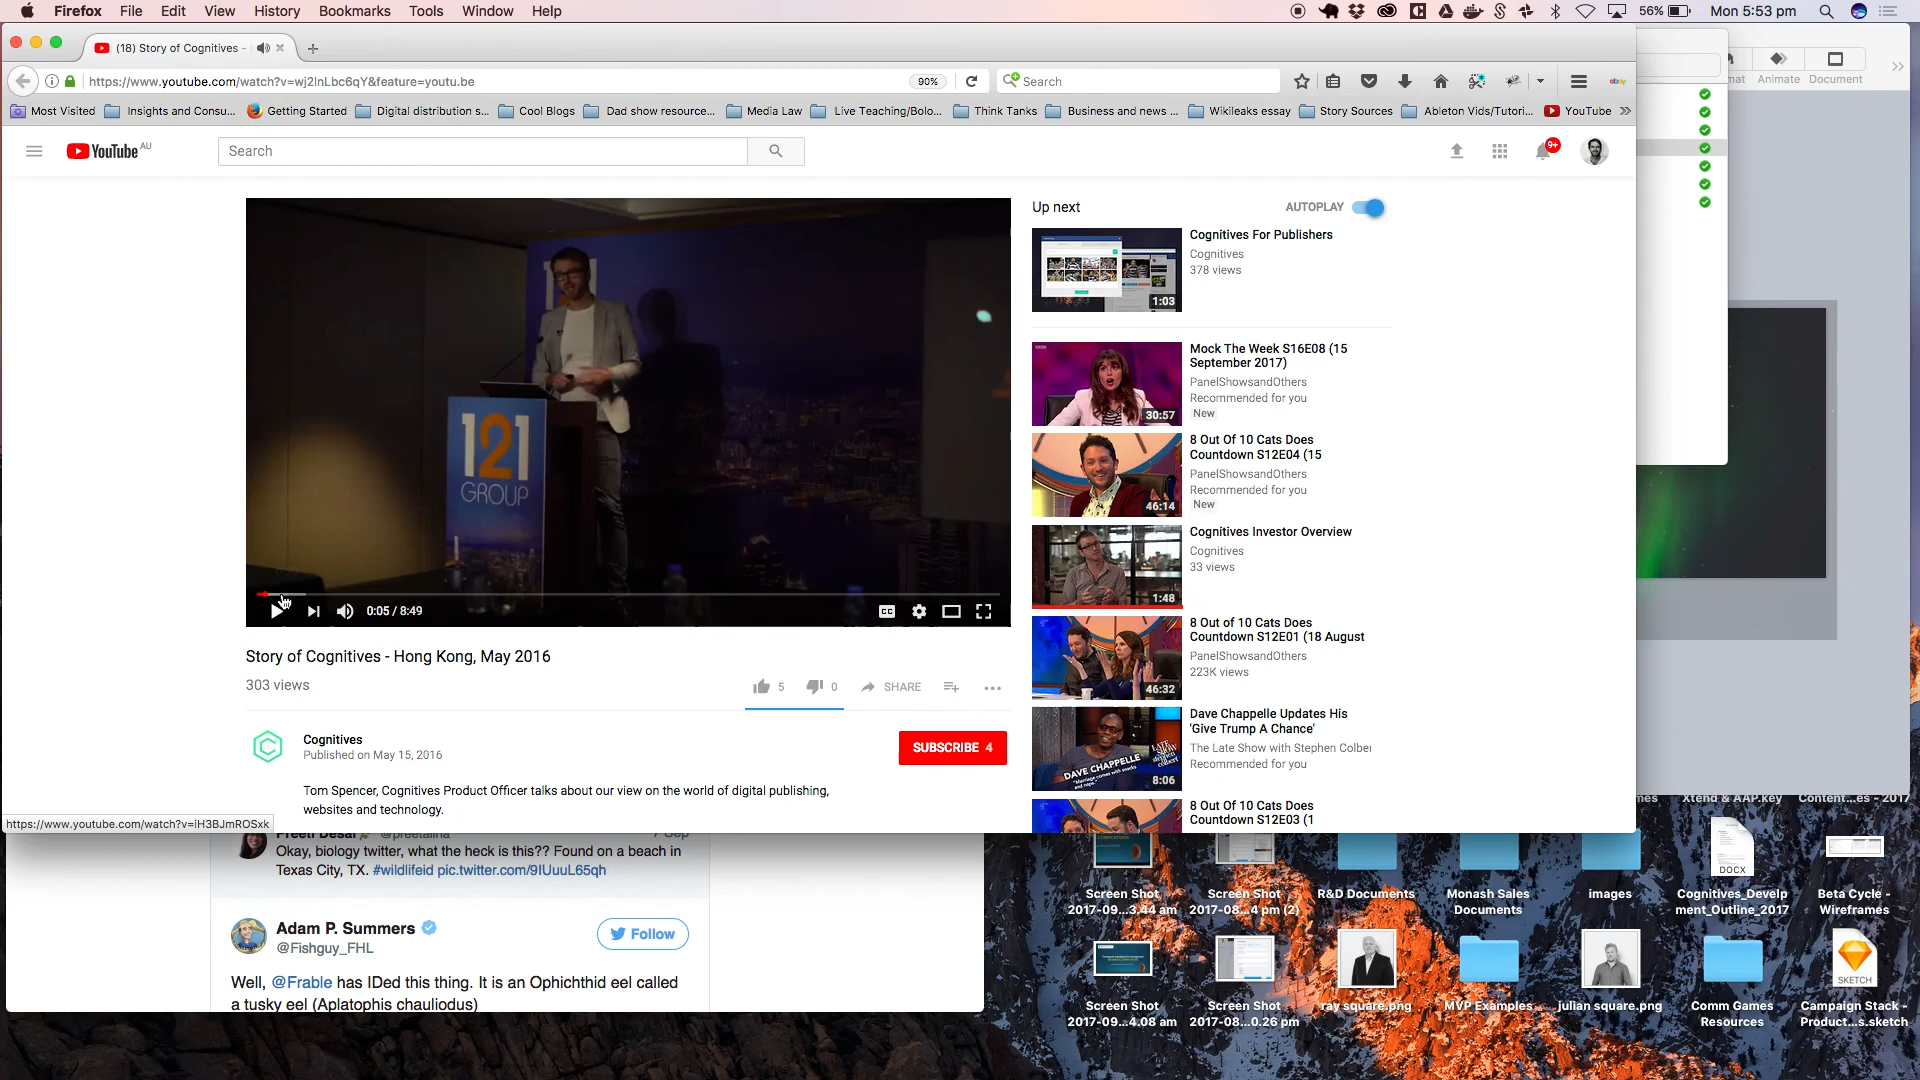 Firefox File Edit View History Bookmarks Tools Window Help
56% Mon 5:53 pm
(18) Story of Cognitives -
https://www.youtube.com/watch?v=wj2lnLbc6qY&feature=youtu.be 90% Search
Animate Document
Most Visited Insights and Consu... Getting Started Digital distribution s... Cool Blogs Dad show resource... Media Law Live Teaching/Bolo... Think Tanks Business and news ... Wikileaks essay Story Sources Ableton Vids/Tutori... YouTube
YouTube AU
Search
9+
121
GROUP
0:05 / 8:49
CC
Story of Cognitives - Hong Kong, May 2016
303 views
5 0 SHARE
Cognitives
Published on May 15, 2016
SUBSCRIBE 4
Tom Spencer, Cognitives Product Officer talks about our view on the world of digital publishing,
websites and technology.
Up next AUTOPLAY
Cognitives For Publishers
Cognitives
378 views
1:03
Mock The Week S16E08 (15
September 2017)
PanelShowsandOthers
Recommended for you
New
30:57
8 Out Of 10 Cats Does
Countdown S12E04 (15
PanelShowsandOthers
Recommended for you
New
46:14
Cognitives Investor Overview
Cognitives
33 views
1:48
8 Out of 10 Cats Does
Countdown S12E01 (18 August
PanelShowsandOthers
223K views
46:32
Dave Chappelle Updates His
'Give Trump A Chance'
The Late Show with Stephen Colber
Recommended for you
DAVE CHAPPELLE
LATE SHOW
8:06
8 Out Of 10 Cats Does
Countdown S12E03 (1
https://www.youtube.com/watch?v=iH3BJmROSxk
Preeti Desai @preetalina 7 Sep
Okay, biology twitter, what the heck is this?? Found on a beach in
Texas City, TX. #wildlifeid pic.twitter.com/9IUuuL65qh
Adam P. Summers
@Fishguy_FHL
Follow
Well, @Frable has IDed this thing. It is an Ophichthid eel called
a tusky eel (Aplatophis chauliodus)
Xtend & AAP.key Content...es - 2017
Screen Shot
2017-09...3.44 am
Screen Shot
2017-08...4 pm (2)
R&D Documents
Monash Sales
Documents
images
DOCX
Cognitives_Develp
ment_Outline_2017
Beta Cycle -
Wireframes
Screen Shot
2017-09...4.08 am
Screen Shot
2017-08...0.26 pm
ray square.png
MVP Examples
julian square.png
Comm Games
Resources
SKETCH
Campaign Stack -
Product...s.sketch